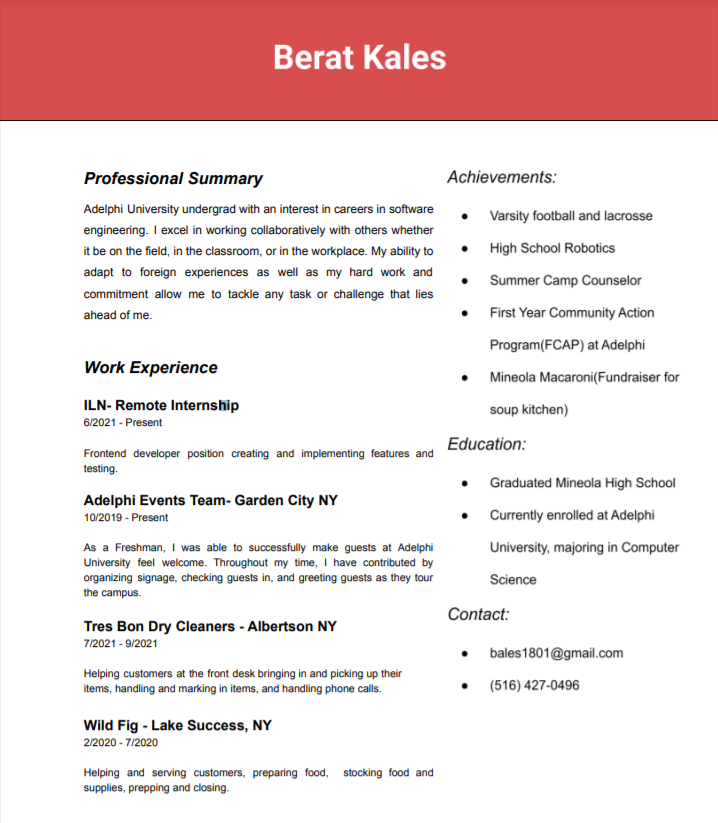 Berat Kales
Professional Summary
Adelphi University undergrad with an interest in careers in software
engineering. I excel in working collaboratively with others whether
it be on the field, in the classroom, or in the workplace. My ability to
adapt to foreign experiences as well as my hard work and
commitment allow me to tackle any task or challenge that lies
ahead of me.
Work Experience
ILN- Remote Internship
6/2021 - Present
Frontend developer position creating and implementing features and
testing.
Adelphi Events Team- Garden City NY
10/2019 - Present
As a Freshman, I was able to successfully make guests at Adelphi
University feel welcome. Throughout my time, I have contributed by
organizing signage, checking guests in, and greeting guests as they tour
the campus.
Tres Bon Dry Cleaners - Albertson NY
7/2021 - 9/2021
Helping customers at the front desk bringing in and picking up their
items, handling and marking in items, and handling phone calls.
Wild Fig - Lake Success, NY
2/2020 - 7/2020
Helping and serving customers, preparing food, stocking food and
supplies, prepping and closing.
Achievements:
● Varsity football and lacrosse
● High School Robotics
● Summer Camp Counselor
● First Year Community Action
Program(FCAP) at Adelphi
● Mineola Macaroni(Fundraiser for
soup kitchen)
Education:
● Graduated Mineola High School
● Currently enrolled at Adelphi
University, majoring in Computer
Science
Contact:
● bales1801@gmail.com
● (516) 427-0496